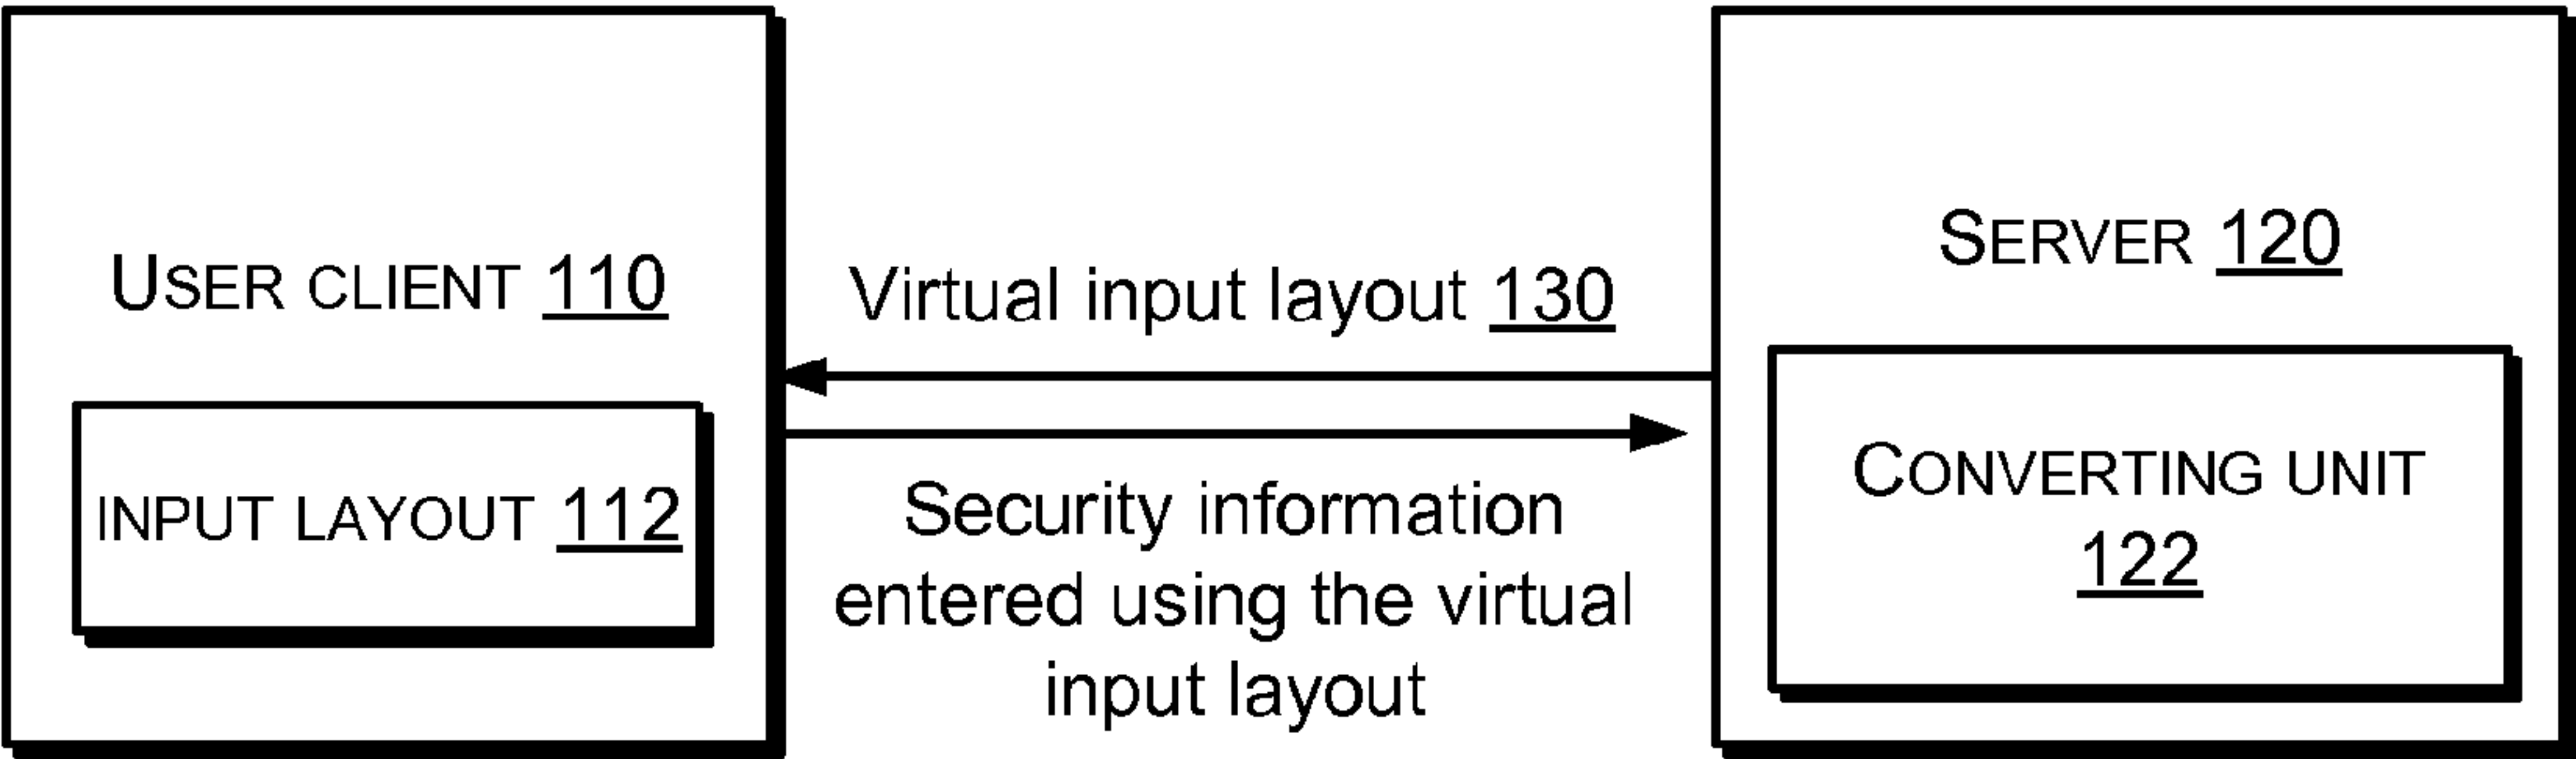 USER CLIENT 110
INPUT LAYOUT 112
Virtual input layout 130
Security information
entered using the virtual
input layout
SERVER 120
CONVERTING UNIT
122